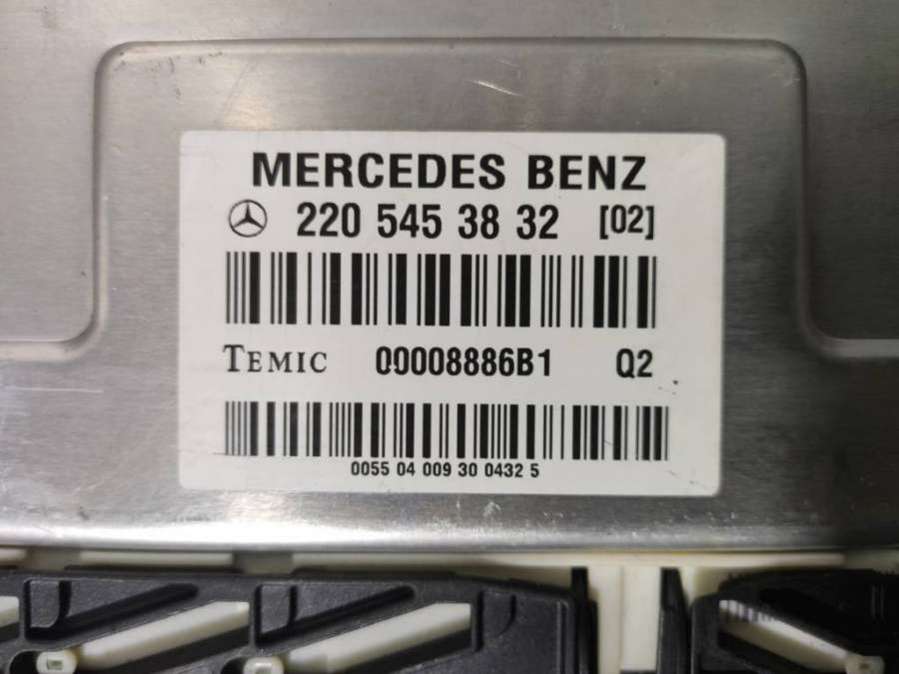 MERCEDES BENZ
220 545 38 32 [02]
TEMIC 00008886B1 Q2
0055 04 009 30 0432 5